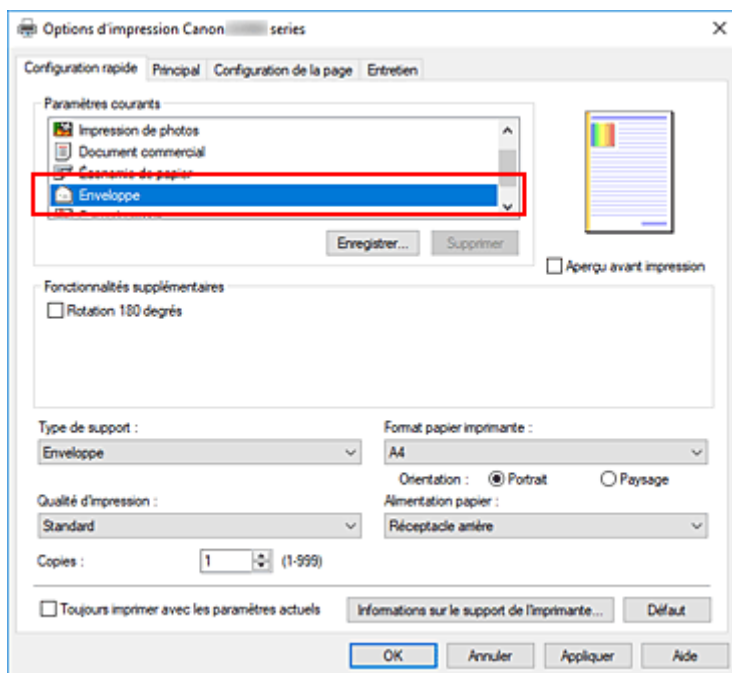 Options d'impression Canon series
Configuration rapide Principal Configuration de la page Entretien
Paramètres courants
Impression de photos
Document commercial
Économie de papier
Enveloppe
Enregistrer... Supprimer
Aperçu avant impression
Fonctionnalités supplémentaires
Rotation 180 degrés
Type de support : Format papier imprimante :
Enveloppe A4
Orientation : Portrait Paysage
Qualité d'impression : Alimentation papier :
Standard Réceptacle arrière
Copies : 1 (1-999)
Toujours imprimer avec les paramètres actuels Informations sur le support de l'imprimante... Défaut
OK Annuler Appliquer Aide